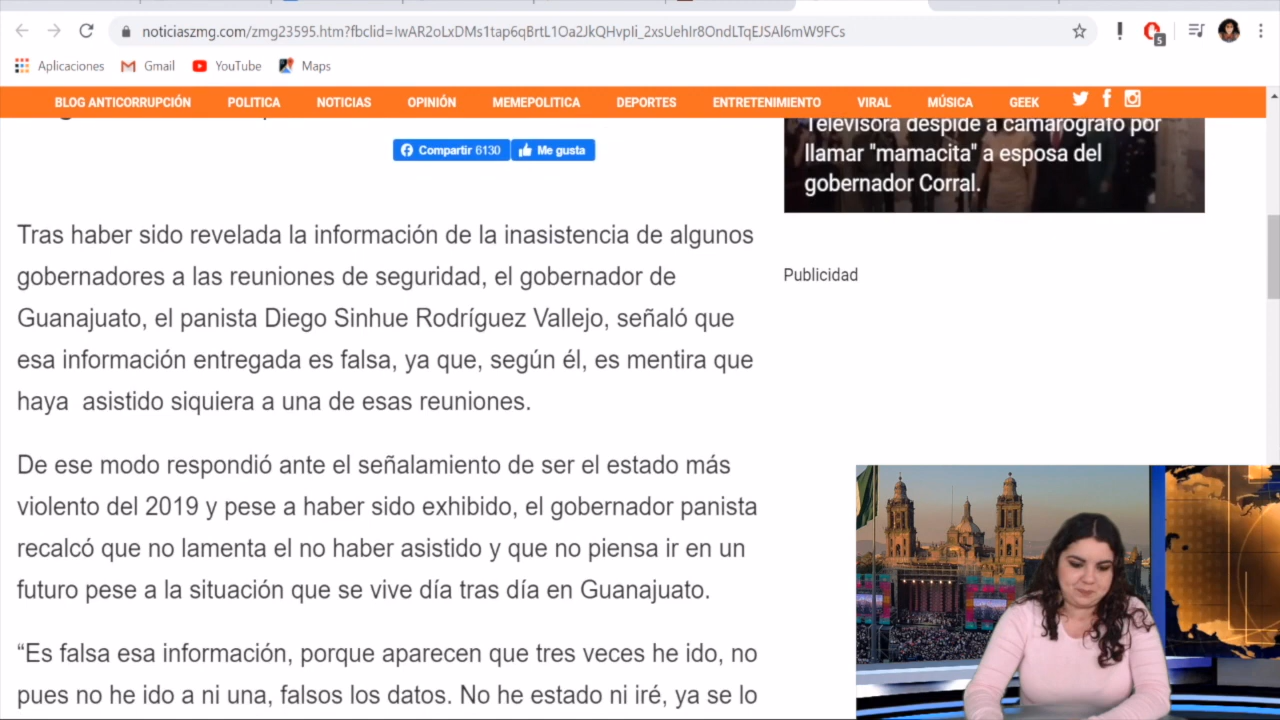 noticiaszmg.com/zmg23595.htm?fbclid=IwAR2oLxDMs1tap6qBrtL1Oa2JkQHvpIi_2xsUehIr8OndLTqEJSAl6mW9FCs
5
Aplicaciones Gmail YouTube Maps
BLOG ANTICORRUPCIÓN POLITICA NOTICIAS OPINIÓN MEMEPOLITICA DEPORTES ENTRETENIMIENTO VIRAL MÚSICA GEEK
Compartir 6130 Me gusta
Tras haber sido revelada la información de la inasistencia de algunos
gobernadores a las reuniones de seguridad, el gobernador de
Guanajuato, el panista Diego Sinhue Rodríguez Vallejo, señaló que
esa información entregada es falsa, ya que, según él, es mentira que
haya asistido siquiera a una de esas reuniones.
De ese modo respondió ante el señalamiento de ser el estado más
violento del 2019 y pese a haber sido exhibido, el gobernador panista
recalcó que no lamenta el no haber asistido y que no piensa ir en un
futuro pese a la situación que se vive día tras día en Guanajuato.
“Es falsa esa información, porque aparecen que tres veces he ido, no
pues no he ido a ni una, falsos los datos. No he estado ni iré, ya se lo
Televisora despide a camarógrafo por
llamar "mamacita" a esposa del
gobernador Corral.
Publicidad